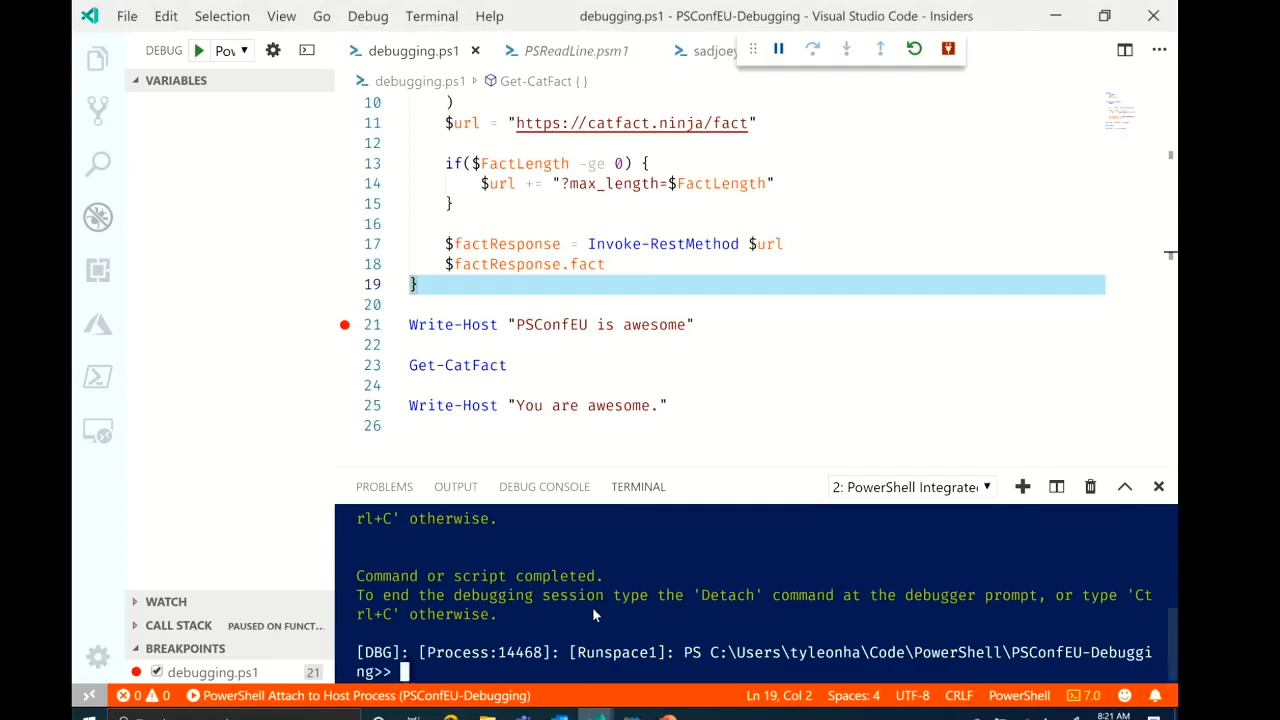 File Edit Selection View Go Debug Terminal Help debugging.ps1 - PSConfEU-Debugging - Visual Studio Code - Insiders
DEBUG Pov debugging.ps1 PSReadLine.psm1 sadjoey
VARIABLES
debugging.ps1 Get-CatFact { }
10 )
11 $url = "https://catfact.ninja/fact"
12
13 if($FactLength -ge 0) {
14 $url += "?max_length=$FactLength"
15 }
16
17 $factResponse = Invoke-RestMethod $url
18 $factResponse.fact
19 }
20
21 Write-Host "PSConfEU is awesome"
22
23 Get-CatFact
24
25 Write-Host "You are awesome."
26
PROBLEMS OUTPUT DEBUG CONSOLE TERMINAL 2: PowerShell Integrate
rl+C' otherwise.
Command or script completed.
To end the debugging session type the 'Detach' command at the debugger prompt, or type 'Ct
rl+C' otherwise.
[DBG]: [Process:14468]: [Runspace1]: PS C:\Users\tyleonha\Code\PowerShell\PSConfEU-Debuggi
ng>>
WATCH
CALL STACK PAUSED ON FUNCT...
BREAKPOINTS
debugging.ps1 21
0 0 PowerShell Attach to Host Process (PSConfEU-Debugging) Ln 19, Col 2 Spaces: 4 UTF-8 CRLF PowerShell 7.0
8:21 AM